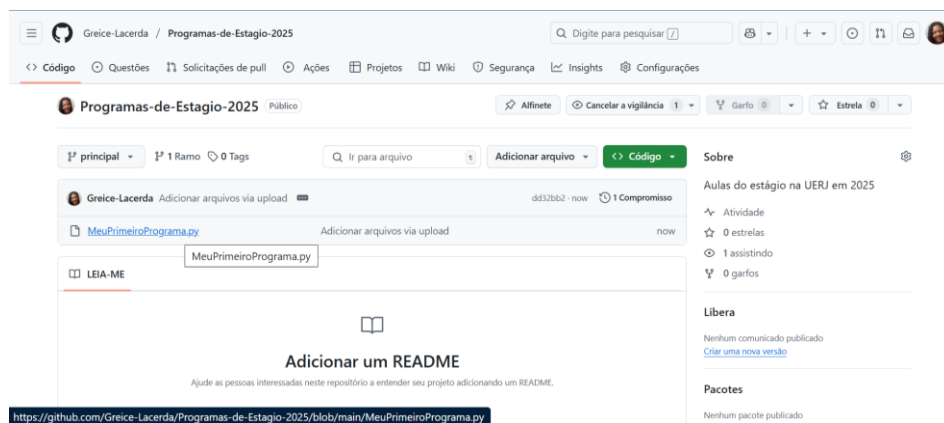 Greice-Lacerda / Programas-de-Estagio-2025 Digite para pesquisar /
Código Questões Solicitações de pull Ações Projetos Wiki Segurança Insights Configurações
Programas-de-Estagio-2025 Público Alfinete Cancelar a vigilância 1 Garfo 0 Estrela 0
principal 1 Ramo 0 Tags Ir para arquivo t Adicionar arquivo Código
Greice-Lacerda Adicionar arquivos via upload dd32bb2 · now 1 Compromisso
MeuPrimeiroPrograma.py Adicionar arquivos via upload now
MeuPrimeiroPrograma.py
LEIA-ME
Adicionar um README
Ajude as pessoas interessadas neste repositório a entender seu projeto adicionando um README.
Sobre
Aulas do estágio na UERJ em 2025
Atividade
0 estrelas
1 assistindo
0 garfos
Libera
Nenhum comunicado publicado
Criar uma nova versão
Pacotes
Nenhum pacote publicado
https://github.com/Greice-Lacerda/Programas-de-Estagio-2025/blob/main/MeuPrimeiroPrograma.py